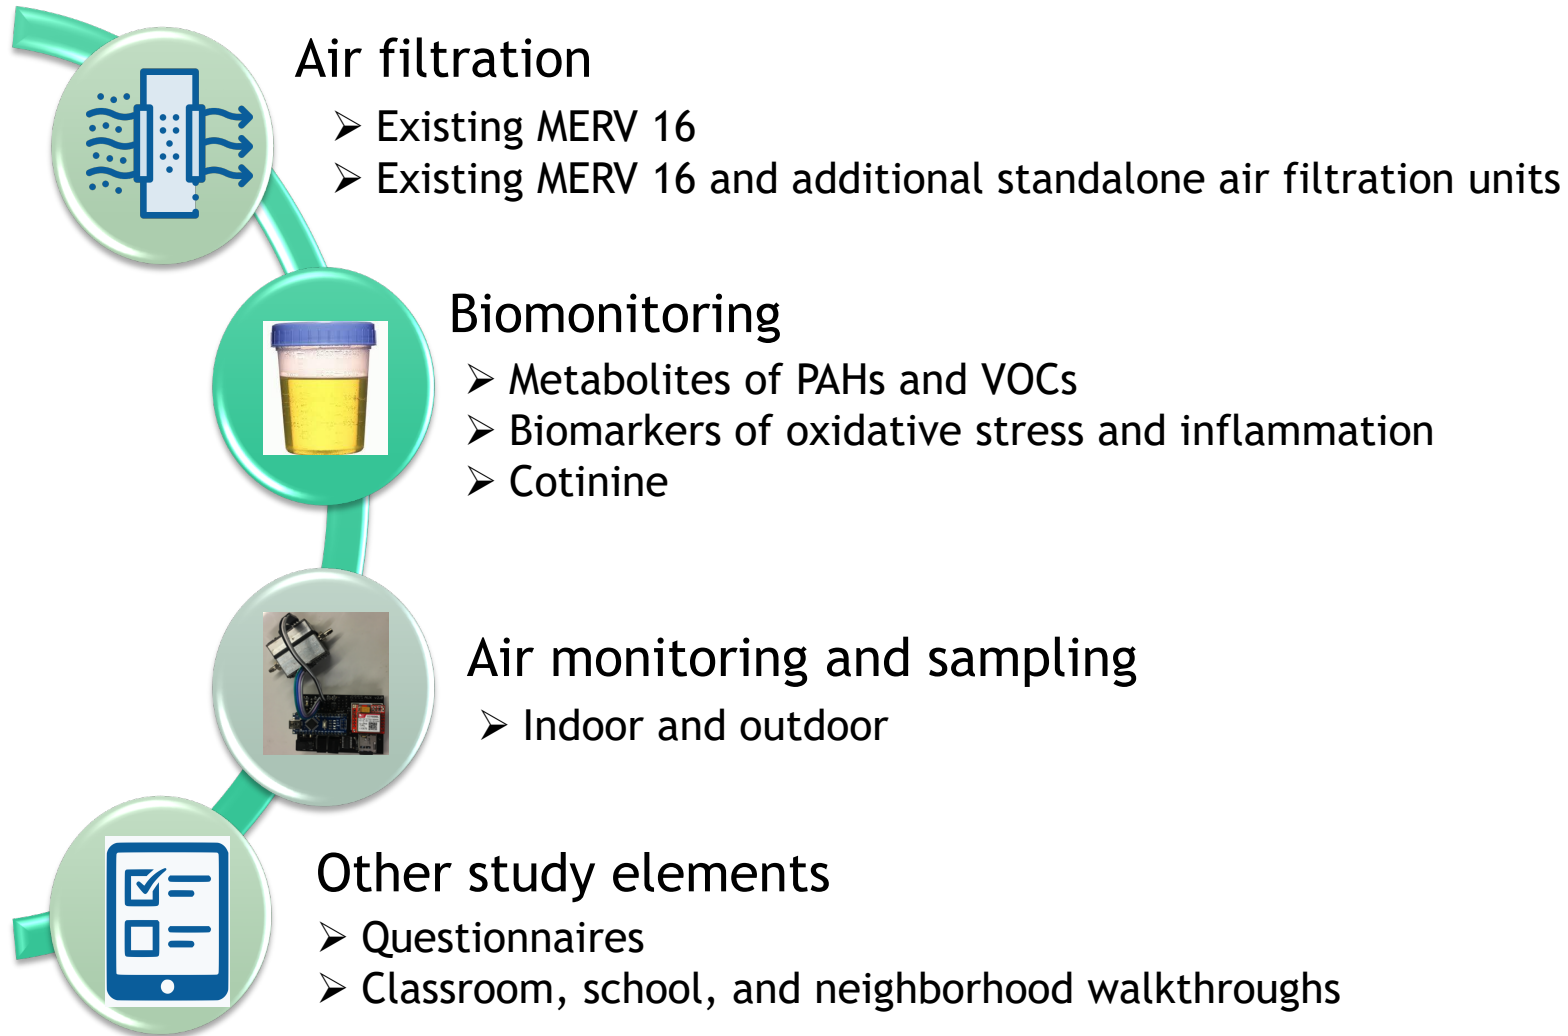 Air filtration
➢ Existing MERV 16
➢ Existing MERV 16 and additional standalone air filtration units
Biomonitoring
➢ Metabolites of PAHs and VOCs
➢ Biomarkers of oxidative stress and inflammation
➢ Cotinine
Air monitoring and sampling
➢ Indoor and outdoor
Other study elements
➢ Questionnaires
➢ Classroom, school, and neighborhood walkthroughs